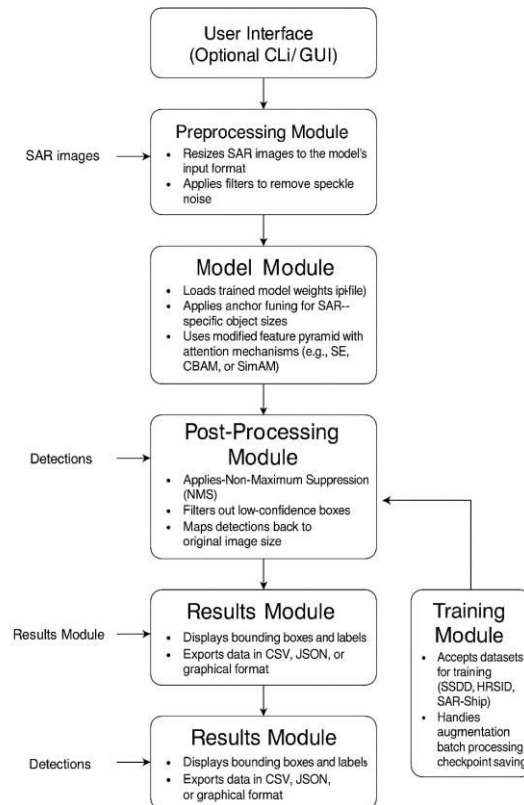 User Interface
(Optional CLi/ GUI)
Preprocessing Module
SAR images
• Resizes SAR images to the model's
input format
• Applies filters to remove speckle
noise
Model Module
• Loads trained model weights ipi-file)
• Applies anchor funing for SAR--
specific object sizes
• Uses modified feature pyramid with
attention mechanisms (e.g., SE,
CBAM, or SimAM)
Post-Processing
Module
Detections
• Applies-Non-Maximum Suppression
(NMS)
• Filters out low-confidence boxes
• Maps detections back to
original image size
Results Module
Results Module
• Displays bounding boxes and labels
• Exports data in CSV, JSON, or
graphical format
Training
Module
• Accepts datasets
for training
(SSDD, HRSID,
SAR-Ship)
• Handies
augmentation
batch processing
checkpoint saving
Results Module
Detections
• Displays bounding boxes and labels
• Exports data in CSV, JSON,
or graphical format